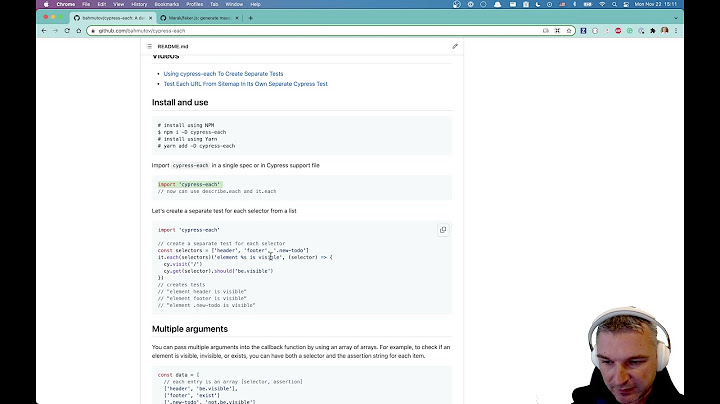 Chrome File Edit View History Bookmarks Profiles Tab Window Help
Mon Nov 22 15:11
bahmutov/cypress-each: A d
Marak/faker.js: generate mass
github.com/bahmutov/cypress-each
README.md
Videos
Using cypress-each To Create Separate Tests
Test Each URL From Sitemap In Its Own Separate Cypress Test
Install and use
# install using NPM
$ npm i -D cypress-each
# install using Yarn
# yarn add -D cypress-each
Import cypress-each in a single spec or in Cypress support file
import 'cypress-each'
// now can use describe.each and it.each
Let's create a separate test for each selector from a list
import 'cypress-each'
// create a separate test for each selector
const selectors = ['header', 'footer', '.new-todo']
it.each(selectors)('element %s is visible', (selector) => {
cy.visit('/')
cy.get(selector).should('be.visible')
})
// creates tests
// "element header is visible"
// "element footer is visible"
// "element .new-todo is visible"
Multiple arguments
You can pass multiple arguments into the callback function by using an array of arrays. For example, to check if an
element is visible, invisible, or exists, you can have both a selector and the assertion string for each item.
const data = [
// each entry is an array [selector, assertion]
['header', 'be.visible'],
['footer', 'exist']
['.new-todo', 'not.be.visible']